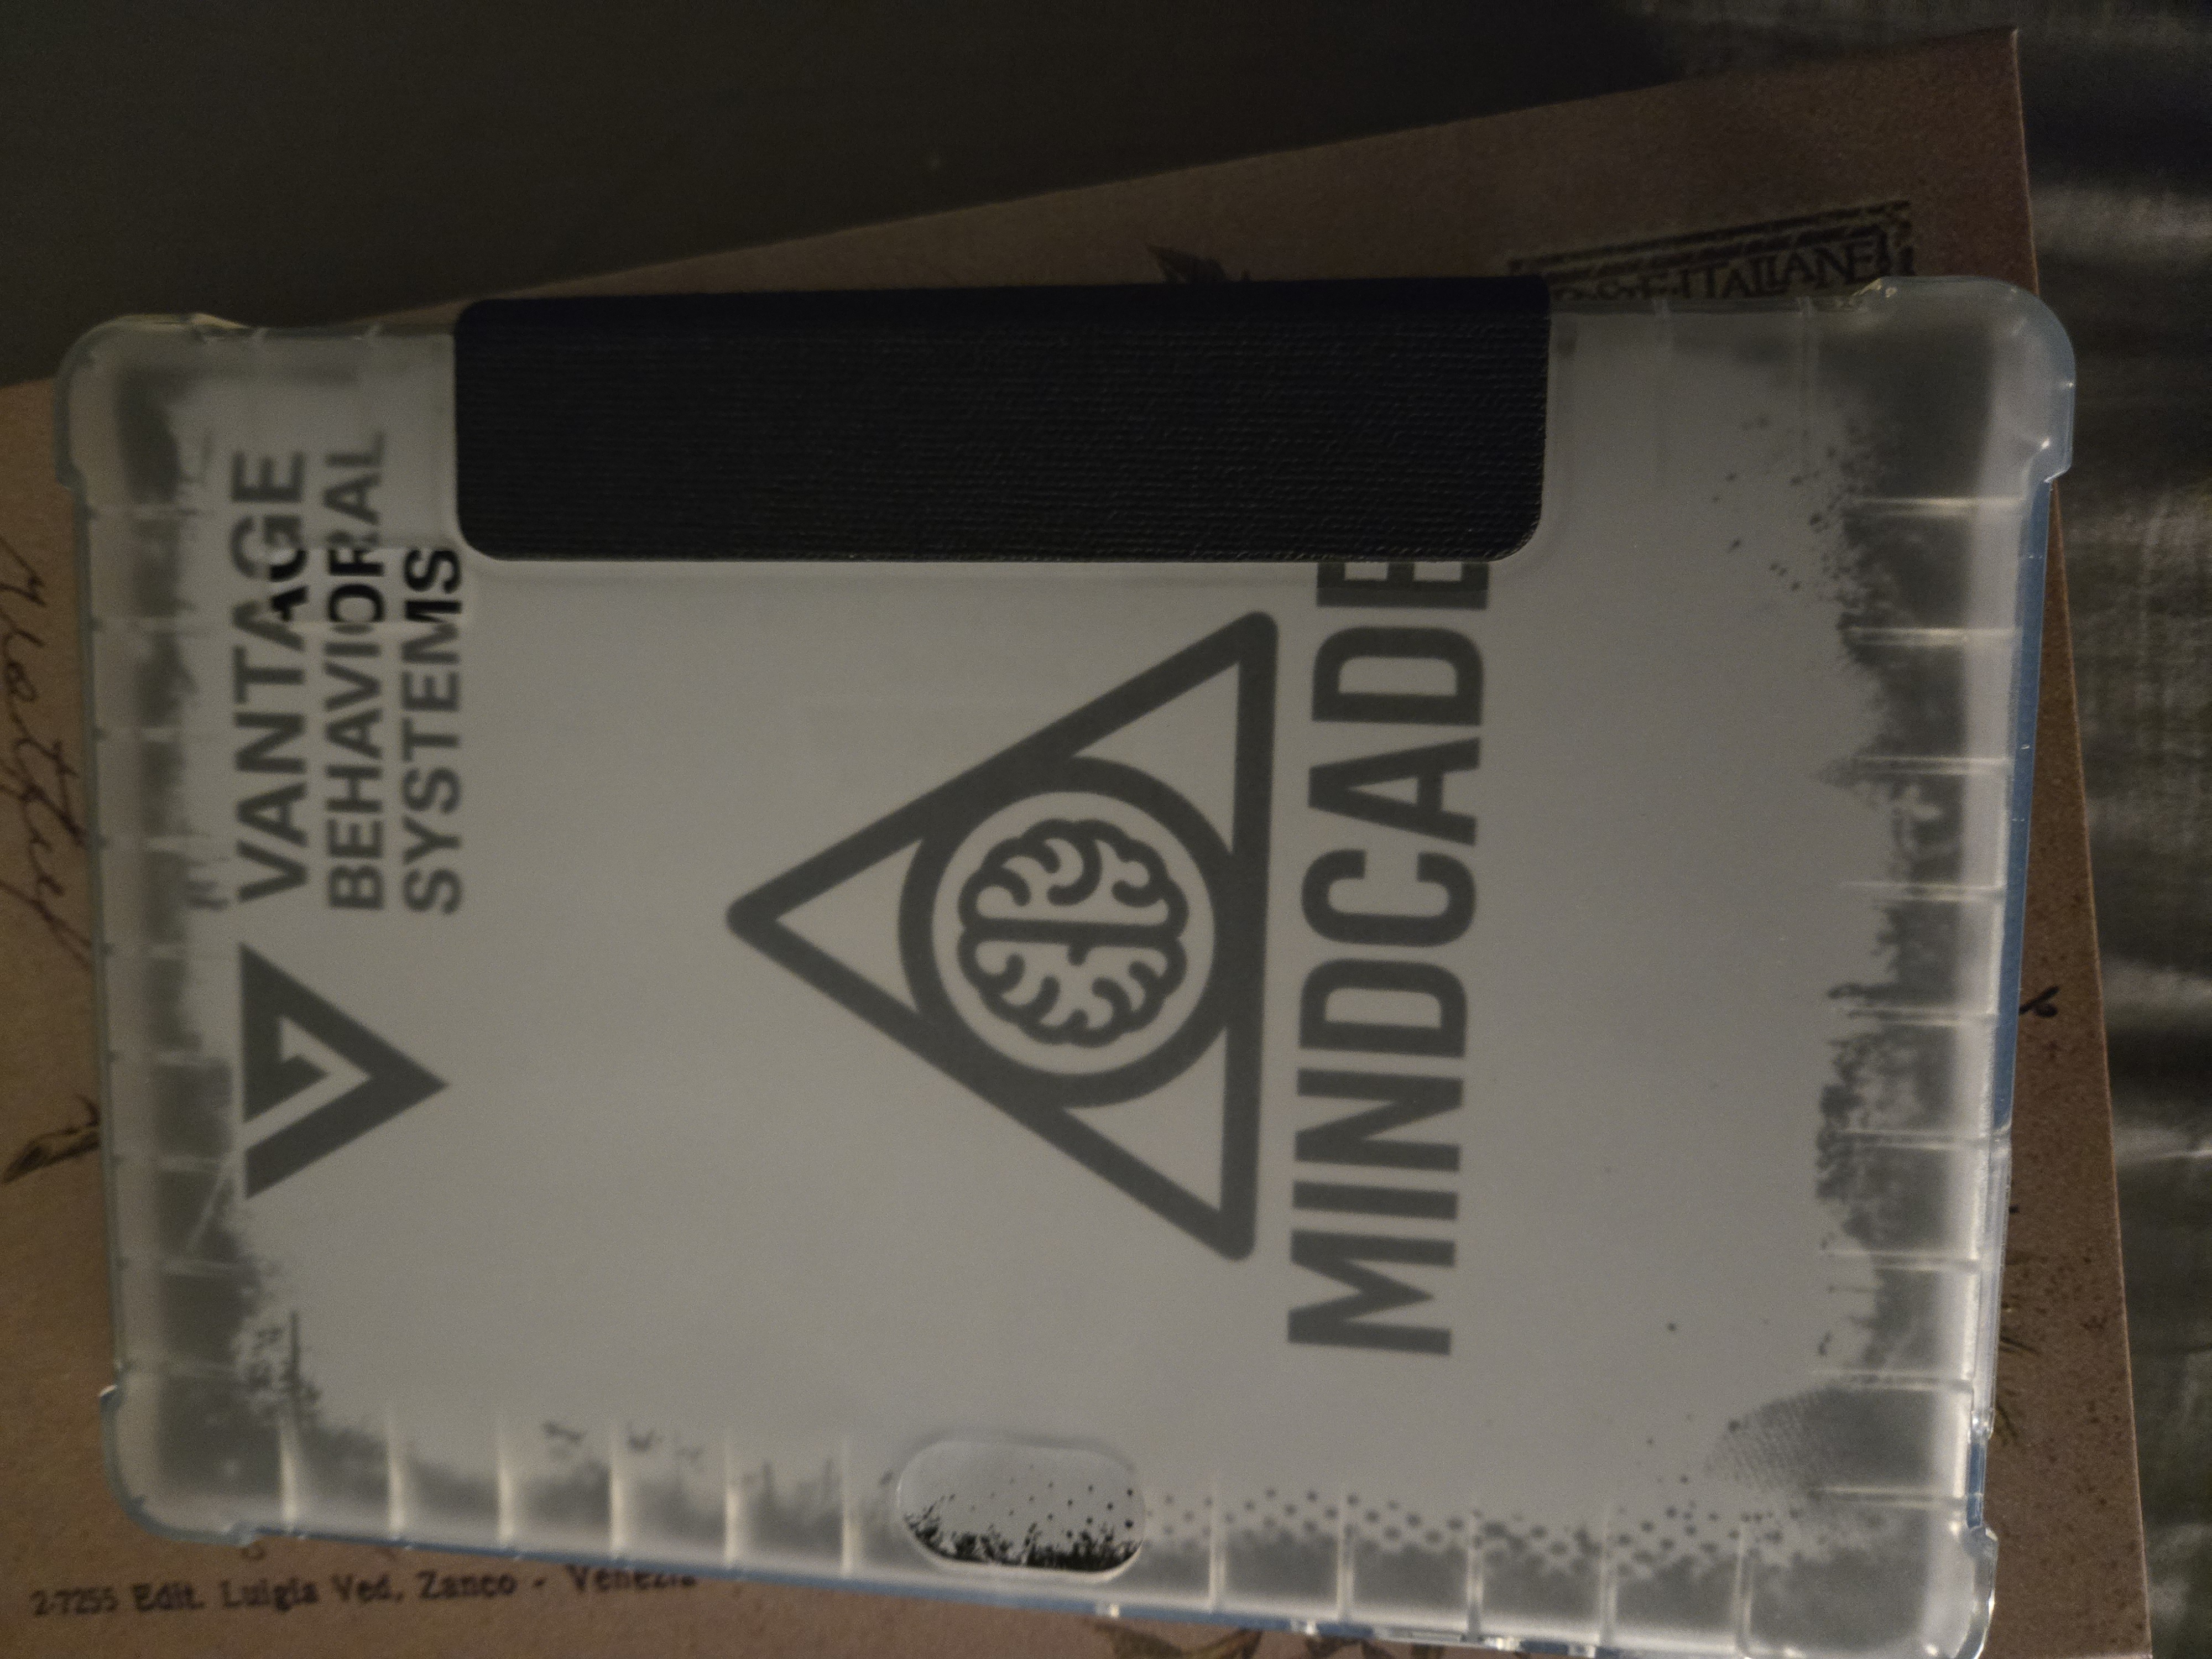 VANTAGE
BEHAVIORAL
SYSTEMS
MINDCADE
2-7255 Edit. Luigia Ved. Zanco - Venezia
ITALIANE